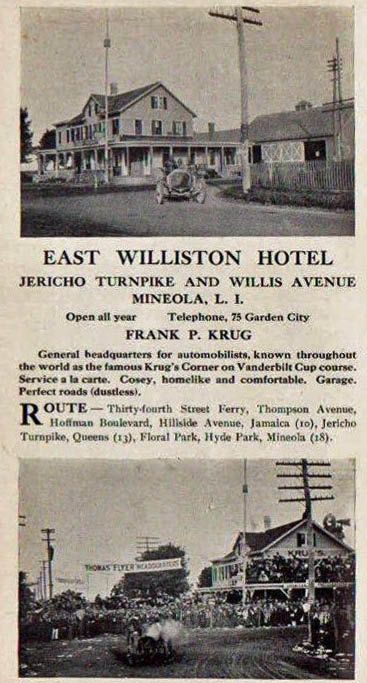 EAST WILLISTON HOTEL
JERICHO TURNPIKE AND WILLIS AVENUE
MINEOLA, L. I.
Open all year Telephone, 75 Garden City
FRANK P. KRUG
General headquarters for automobilists, known throughout
the world as the famous Krug's Corner on Vanderbilt Cup course.
Service a la carte. Cosey, homelike and comfortable. Garage.
Perfect roads (dustless).
ROUTE — Thirty-fourth Street Ferry, Thompson Avenue,
Hoffman Boulevard, Hillside Avenue, Jamaica (10), Jericho
Turnpike, Queens (13), Floral Park, Hyde Park, Mineola (18).
THOMAS FLYER HEADQUARTERS
KRUG